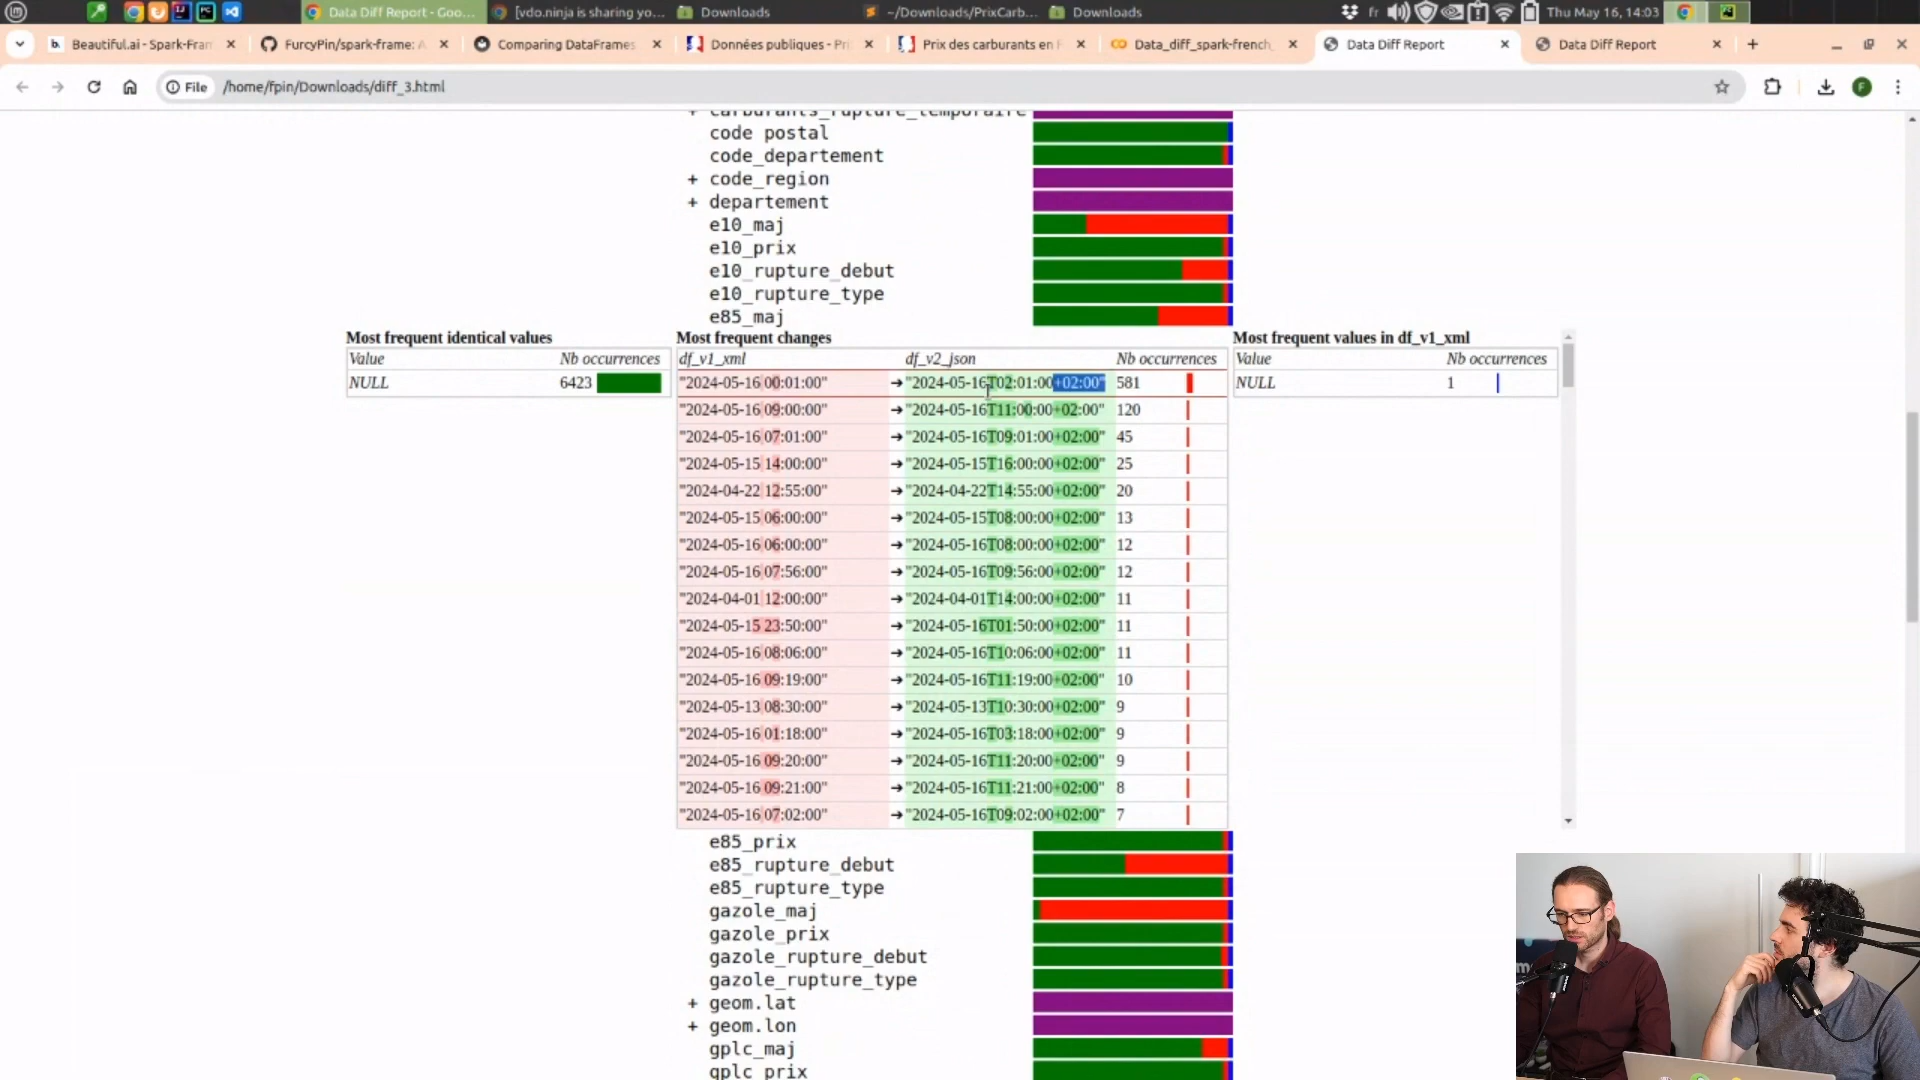 fr Thu May 16, 14:03
Data Diff Report - Goo... [vdo.ninja is sharing yo... Downloads ~/Downloads/PrixCarb... Downloads
b. Beautiful.ai - Spark-Fran FurcyPin/spark-frame: A Comparing DataFrames Données publiques - Pri Prix des carburants en F Data_diff_spark-french_ Data Diff Report Data Diff Report
File /home/fpin/Downloads/diff_3.html F
+ carburants_rupture_temporaire
code postal
code_departement
+ code_region
+ departement
e10_maj
e10_prix
e10_rupture_debut
e10_rupture_type
e85_maj
Most frequent identical values Most frequent changes Most frequent values in df_v1_xml
Value Nb occurrences df_v1_xml df_v2_json Nb occurrences Value Nb occurrences
NULL 6423 "2024-05-16 00:01:00" ➔ "2024-05-16T02:01:00+02:00" 581 NULL 1
"2024-05-16 09:00:00" ➔ "2024-05-16T11:00:00+02:00" 120
"2024-05-16 07:01:00" ➔ "2024-05-16T09:01:00+02:00" 45
"2024-05-15 14:00:00" ➔ "2024-05-15T16:00:00+02:00" 25
"2024-04-22 12:55:00" ➔ "2024-04-22T14:55:00+02:00" 20
"2024-05-15 06:00:00" ➔ "2024-05-15T08:00:00+02:00" 13
"2024-05-16 06:00:00" ➔ "2024-05-16T08:00:00+02:00" 12
"2024-05-16 07:56:00" ➔ "2024-05-16T09:56:00+02:00" 12
"2024-04-01 12:00:00" ➔ "2024-04-01T14:00:00+02:00" 11
"2024-05-15 23:50:00" ➔ "2024-05-16T01:50:00+02:00" 11
"2024-05-16 08:06:00" ➔ "2024-05-16T10:06:00+02:00" 11
"2024-05-16 09:19:00" ➔ "2024-05-16T11:19:00+02:00" 10
"2024-05-13 08:30:00" ➔ "2024-05-13T10:30:00+02:00" 9
"2024-05-16 01:18:00" ➔ "2024-05-16T03:18:00+02:00" 9
"2024-05-16 09:20:00" ➔ "2024-05-16T11:20:00+02:00" 9
"2024-05-16 09:21:00" ➔ "2024-05-16T11:21:00+02:00" 8
"2024-05-16 07:02:00" ➔ "2024-05-16T09:02:00+02:00" 7
e85_prix
e85_rupture_debut
e85_rupture_type
gazole_maj
gazole_prix
gazole_rupture_debut
gazole_rupture_type
+ geom.lat
+ geom.lon
gplc_maj
gplc_prix